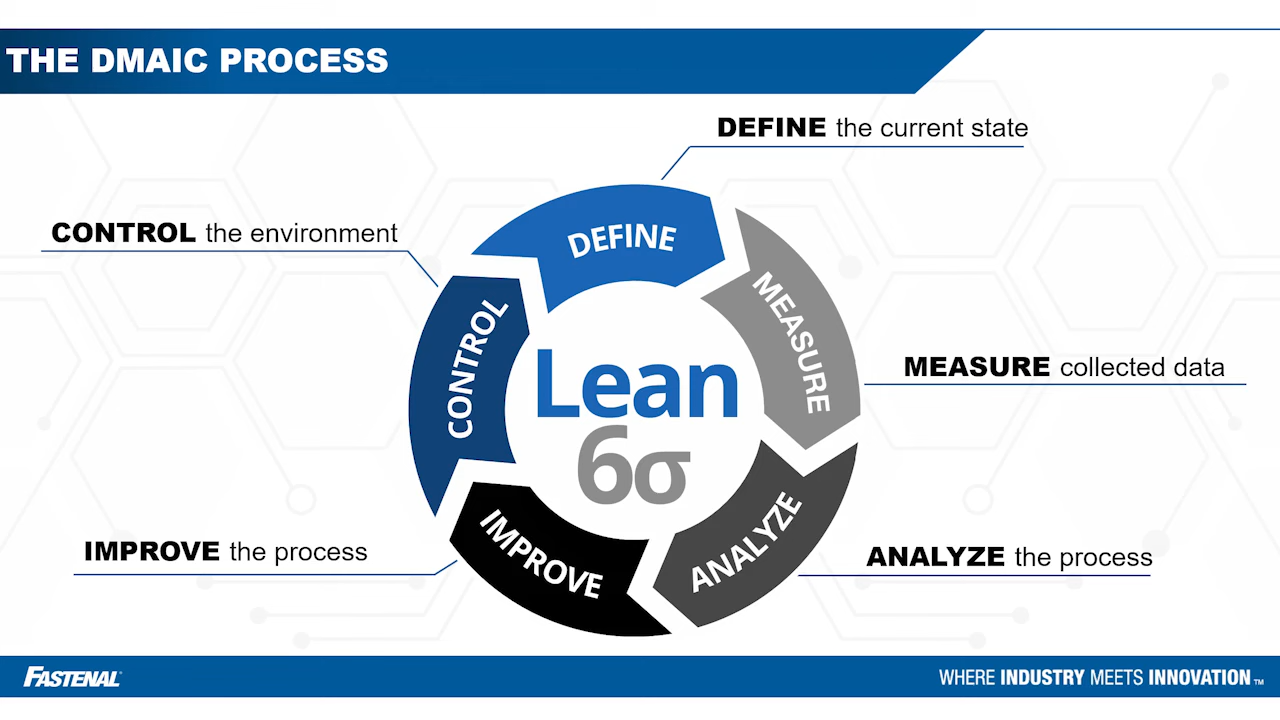 THE DMAIC PROCESS
DEFINE the current state
CONTROL the environment
DEFINE
MEASURE
CONTROL
Lean
6σ
MEASURE collected data
ANALYZE
IMPROVE
IMPROVE the process
ANALYZE the process
FASTENAL®
WHERE INDUSTRY MEETS INNOVATION™